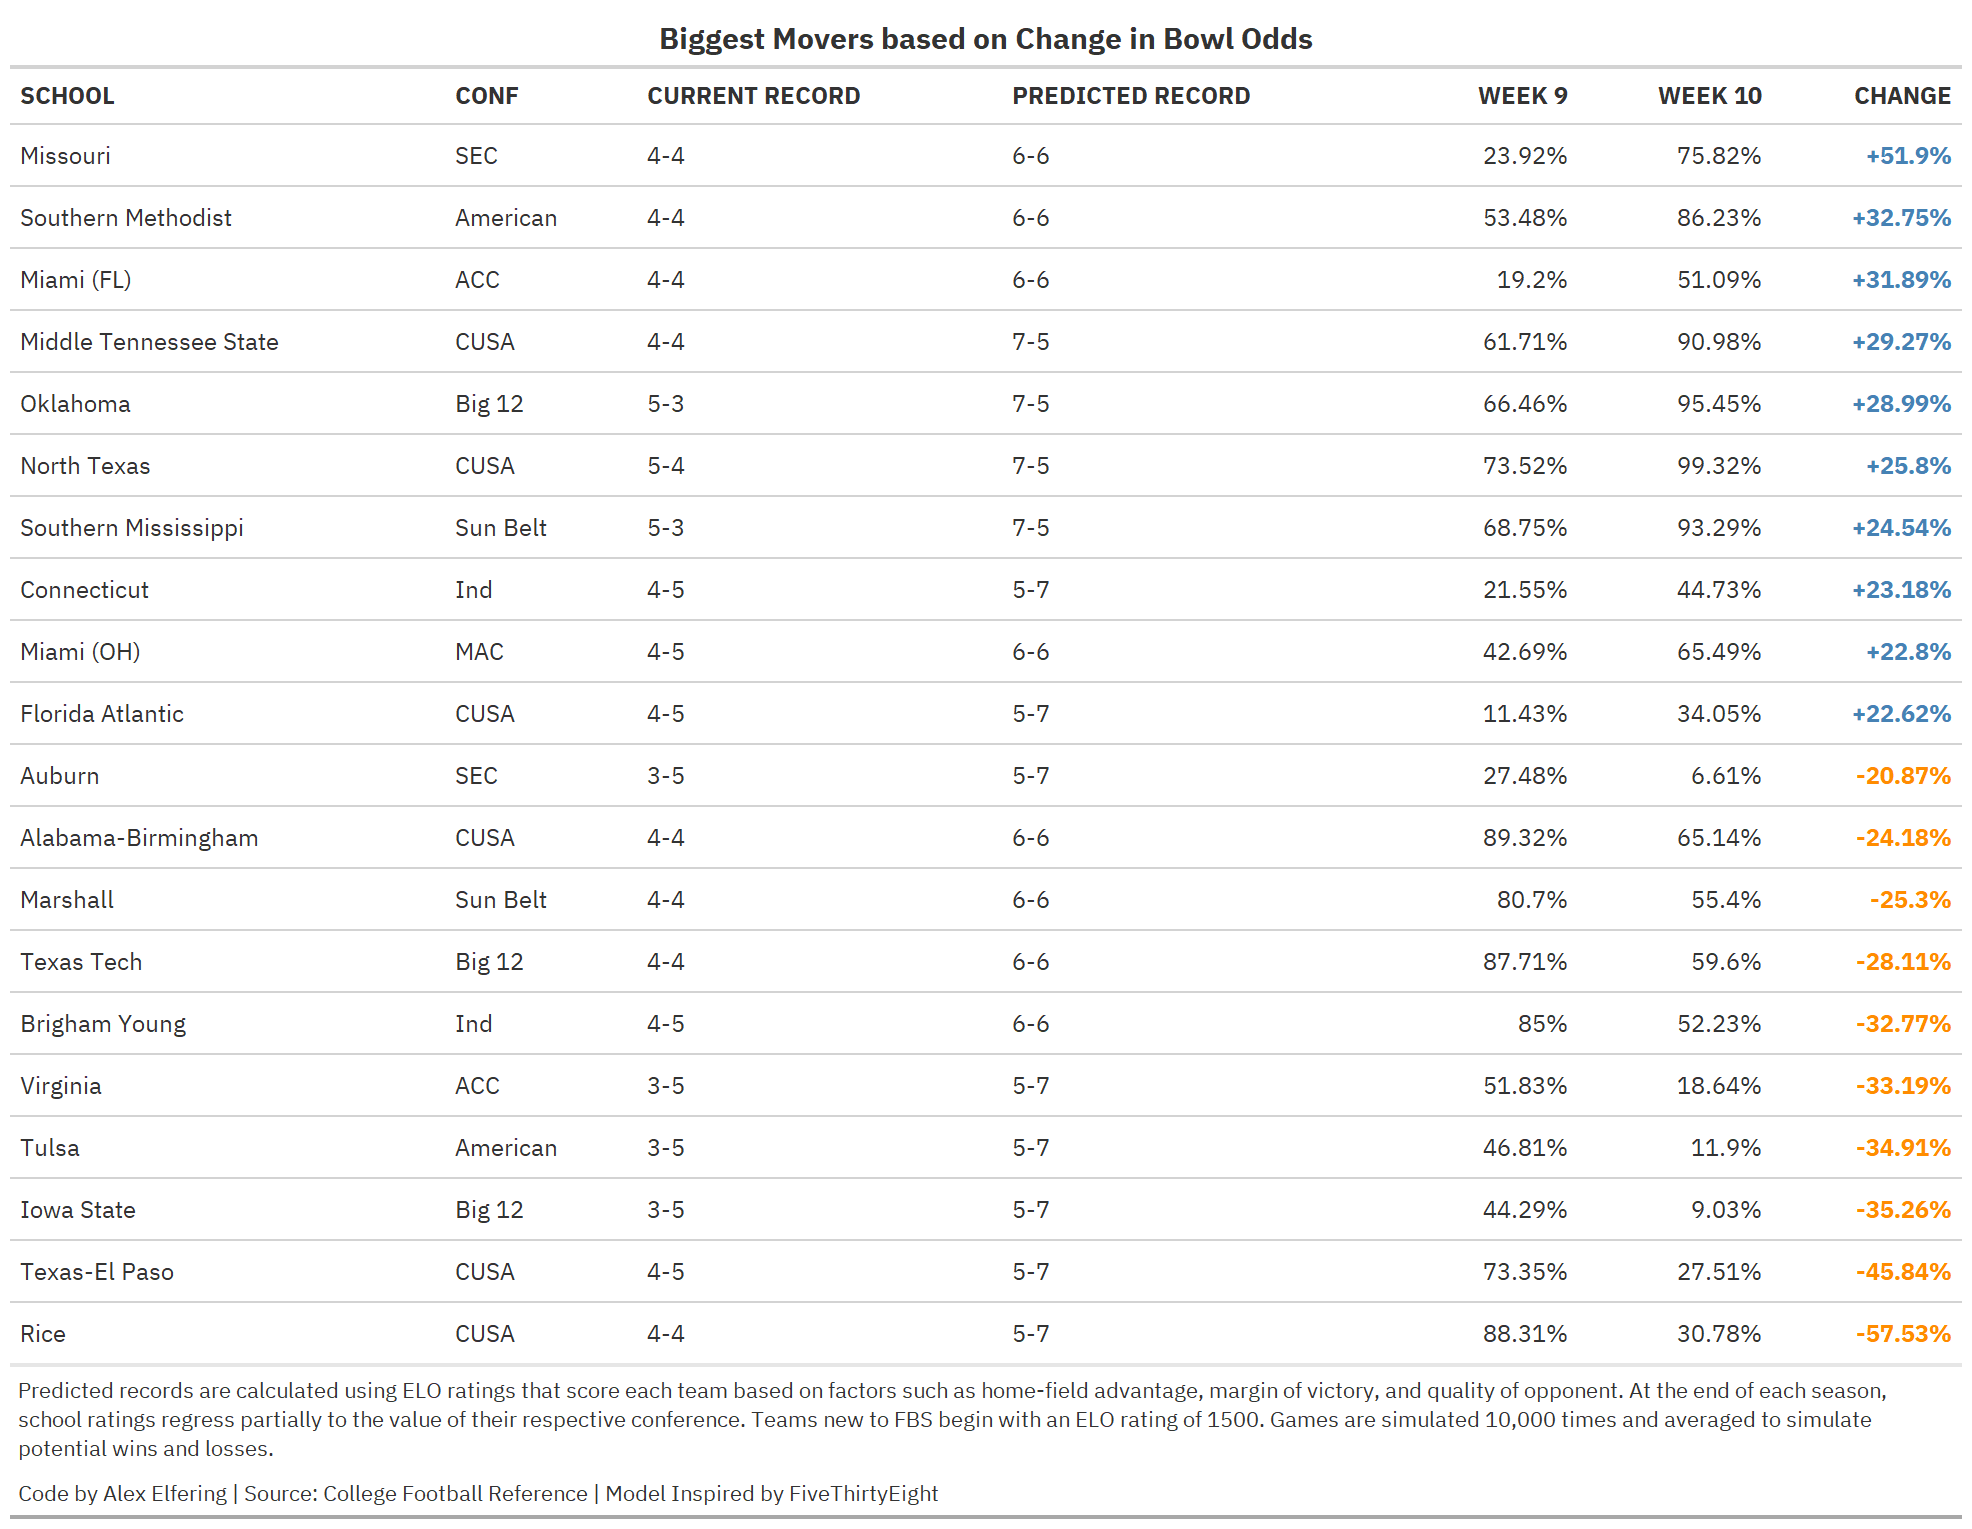 Biggest Movers based on Change in Bowl Odds
SCHOOL CONF CURRENT RECORD PREDICTED RECORD WEEK 9 WEEK 10 CHANGE
Missouri SEC 4-4 6-6 23.92% 75.82% +51.9%
Southern Methodist American 4-4 6-6 53.48% 86.23% +32.75%
Miami (FL) ACC 4-4 6-6 19.2% 51.09% +31.89%
Middle Tennessee State CUSA 4-4 7-5 61.71% 90.98% +29.27%
Oklahoma Big 12 5-3 7-5 66.46% 95.45% +28.99%
North Texas CUSA 5-4 7-5 73.52% 99.32% +25.8%
Southern Mississippi Sun Belt 5-3 7-5 68.75% 93.29% +24.54%
Connecticut Ind 4-5 5-7 21.55% 44.73% +23.18%
Miami (OH) MAC 4-5 6-6 42.69% 65.49% +22.8%
Florida Atlantic CUSA 4-5 5-7 11.43% 34.05% +22.62%
Auburn SEC 3-5 5-7 27.48% 6.61% -20.87%
Alabama-Birmingham CUSA 4-4 6-6 89.32% 65.14% -24.18%
Marshall Sun Belt 4-4 6-6 80.7% 55.4% -25.3%
Texas Tech Big 12 4-4 6-6 87.71% 59.6% -28.11%
Brigham Young Ind 4-5 6-6 85% 52.23% -32.77%
Virginia ACC 3-5 5-7 51.83% 18.64% -33.19%
Tulsa American 3-5 5-7 46.81% 11.9% -34.91%
Iowa State Big 12 3-5 5-7 44.29% 9.03% -35.26%
Texas-El Paso CUSA 4-5 5-7 73.35% 27.51% -45.84%
Rice CUSA 4-4 5-7 88.31% 30.78% -57.53%
Predicted records are calculated using ELO ratings that score each team based on factors such as home-field advantage, margin of victory, and quality of opponent. At the end of each season,
school ratings regress partially to the value of their respective conference. Teams new to FBS begin with an ELO rating of 1500. Games are simulated 10,000 times and averaged to simulate
potential wins and losses.
Code by Alex Elfering | Source: College Football Reference | Model Inspired by FiveThirtyEight